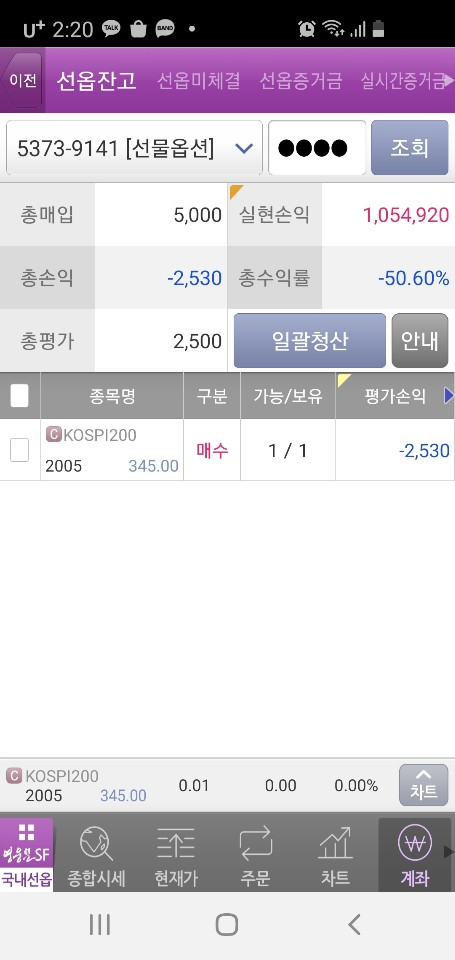 U+ 2:20 TALK BAND
이전 선옵잔고 선옵미체결 선옵증거금 실시간증거금
5373-9141 [선물옵션] ●●●● 조회
총매입 5,000 실현손익 1,054,920
총손익 -2,530 총수익률 -50.60%
총평가 2,500 일괄청산 안내
종목명 구분 가능/보유 평가손익
C KOSPI200
2005 345.00 매수 1 / 1 -2,530
C KOSPI200
2005 345.00 0.01 0.00 0.00% 차트
영웅문-SF
국내선옵 종합시세 현재가 주문 차트 계좌